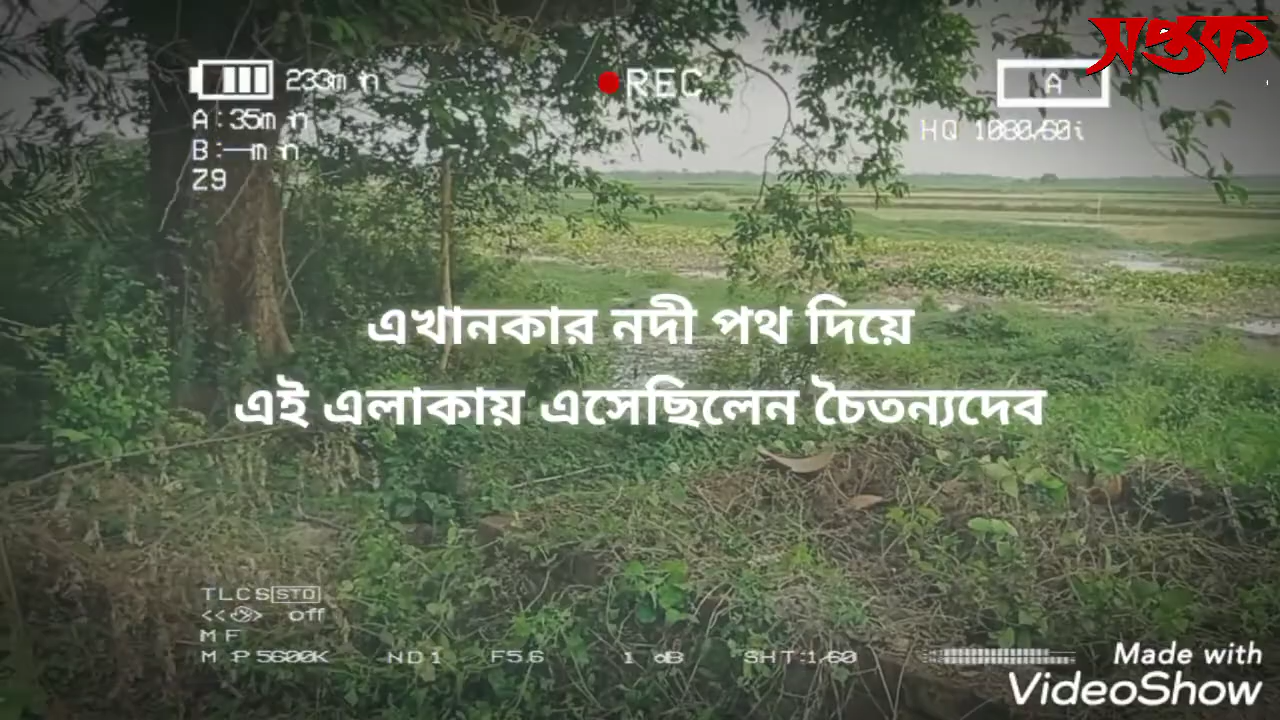 সপ্তক
233min
REC
A
A:35min
HQ 1080/60i
B:—min
Z9
এখানকার নদী পথ দিয়ে
এই এলাকায় এসেছিলেন চৈতন্যদেব
TLCS STD
off
MF
M P 5600K ND1 F5.6 1 dB SHT:1/60
Made with
VideoShow